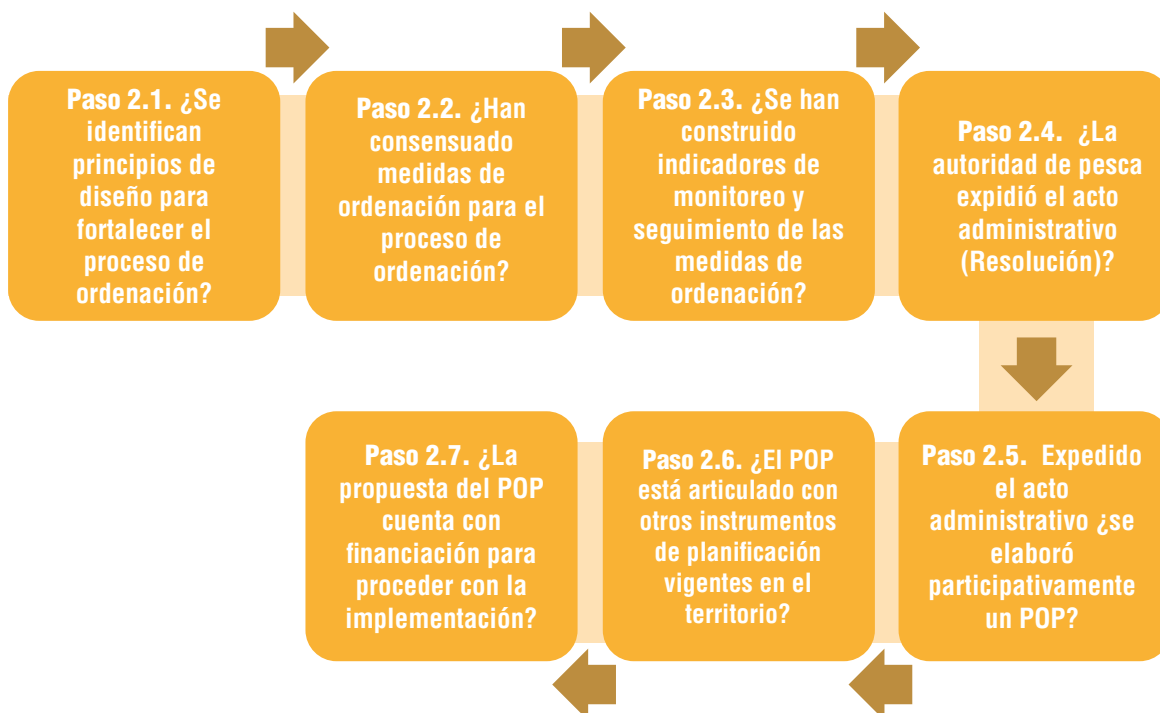 Paso 2.1. ¿Se
identifican
principios de
diseño para
fortalecer el
proceso de
ordenación?
Paso 2.2. ¿Han
consensuado
medidas de
ordenación para el
proceso de
ordenación?
Paso 2.3. ¿Se han
construido
indicadores de
monitoreo y
seguimiento de las
medidas de
ordenación?
Paso 2.4. ¿La
autoridad de pesca
expidió el acto
administrativo
(Resolución)?
Paso 2.5. Expedido
el acto
administrativo ¿se
elaboró
participativamente
un POP?
Paso 2.6. ¿El POP
está articulado con
otros instrumentos
de planificación
vigentes en el
territorio?
Paso 2.7. ¿La
propuesta del POP
cuenta con
financiación para
proceder con la
implementación?